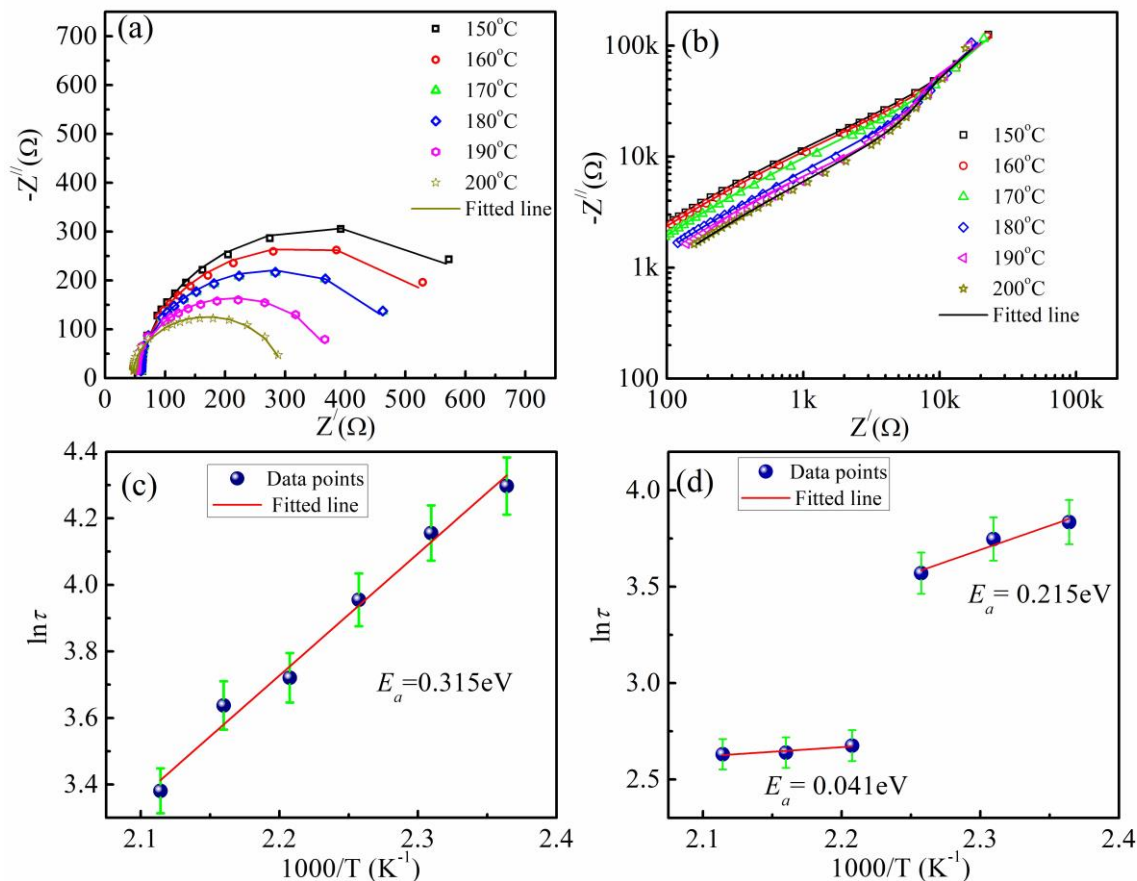 (a)
150°C
160°C
170°C
180°C
190°C
200°C
Fitted line
-Z//(Ω)
700
600
500
400
300
200
100
0
0 100 200 300 400 500 600 700
Z/(Ω)
(b)
150°C
160°C
170°C
180°C
190°C
200°C
Fitted line
-Z//(Ω)
100k
10k
1k
100
100 1k 10k 100k
Z/(Ω)
(c)
Data points
Fitted line
Ea=0.315eV
lnτ
4.4
4.2
4.0
3.8
3.6
3.4
2.1 2.2 2.3 2.4
1000/T (K-1)
(d)
Data points
Fitted line
Ea= 0.215eV
Ea= 0.041eV
lnτ
4.0
3.5
3.0
2.5
2.1 2.2 2.3 2.4
1000/T (K-1)